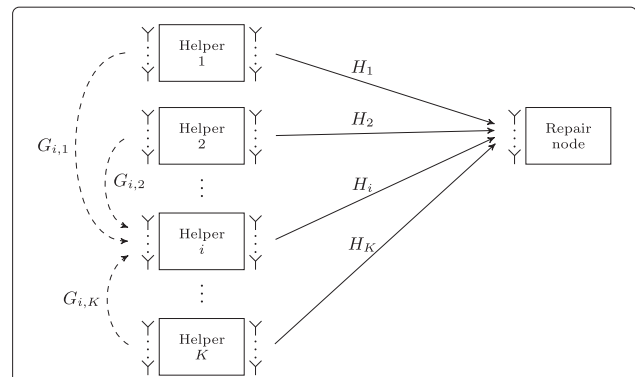 Helper
1
H_1
Helper
2
H_2
Repair
node
G_{i,1}
G_{i,2}
⋮
Helper
i
H_i
H_K
⋮
G_{i,K}
Helper
K